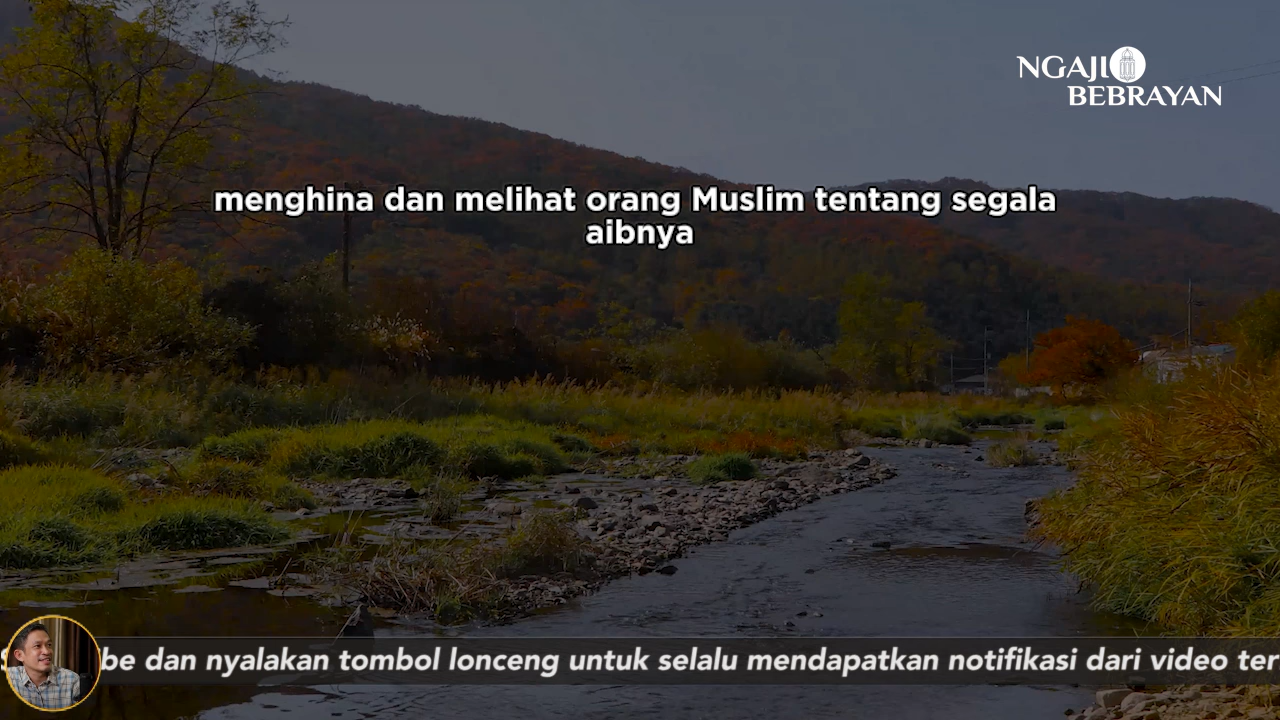 NGAJI
BEBRAYAN
menghina dan melihat orang Muslim tentang segala
aibnya
be dan nyalakan tombol lonceng untuk selalu mendapatkan notifikasi dari video ter